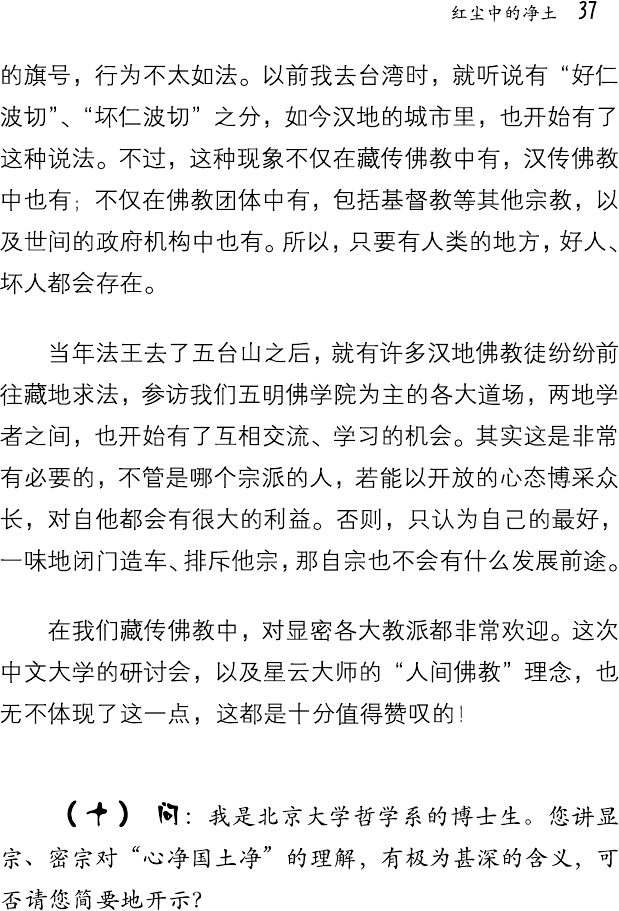 红尘中的净土 37
的旗号，行为不太如法。以前我去台湾时，就听说有“好仁
波切”、“坏仁波切”之分，如今汉地的城市里，也开始有了
这种说法。不过，这种现象不仅在藏传佛教中有，汉传佛教
中也有；不仅在佛教团体中有，包括基督教等其他宗教，以
及世间的政府机构中也有。所以，只要有人类的地方，好人、
坏人都会存在。
当年法王去了五台山之后，就有许多汉地佛教徒纷纷前
往藏地求法，参访我们五明佛学院为主的各大道场，两地学
者之间，也开始有了互相交流、学习的机会。其实这是非常
有必要的，不管是哪个宗派的人，若能以开放的心态博采众
长，对自他都会有很大的利益。否则，只认为自己的最好，
一味地闭门造车、排斥他宗，那自宗也不会有什么发展前途。
在我们藏传佛教中，对显密各大教派都非常欢迎。这次
中文大学的研讨会，以及星云大师的“人间佛教”理念，也
无不体现了这一点，这都是十分值得赞叹的！
（十） 问：我是北京大学哲学系的博士生。您讲显
宗、密宗对“心净国土净”的理解，有极为甚深的含义，可
否请您简要地开示？